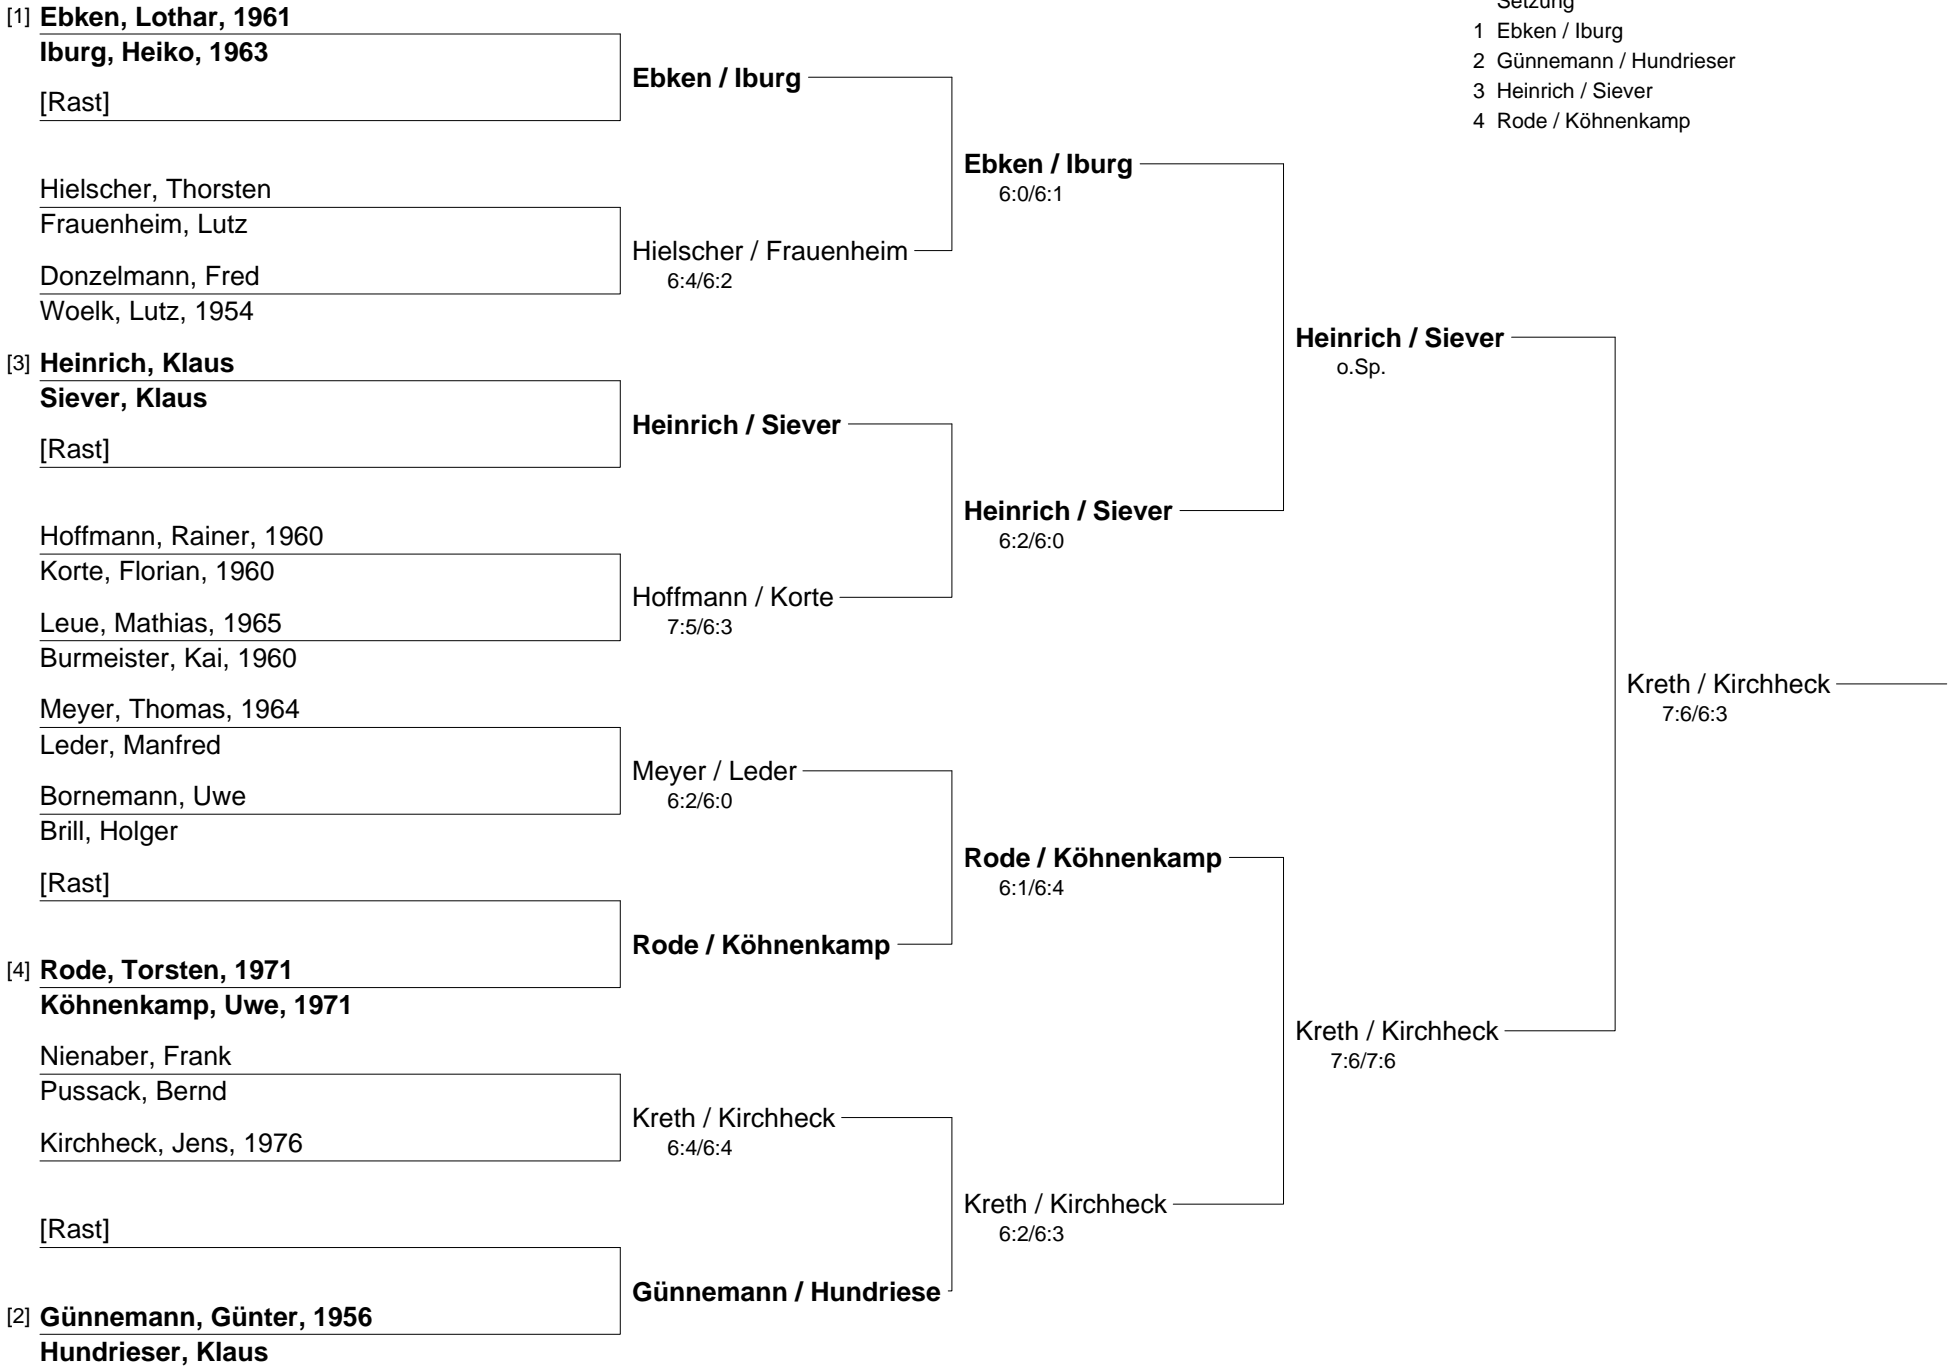 [1] Ebken, Lothar, 1961
Iburg, Heiko, 1963
[Rast]
Hielscher, Thorsten
Frauenheim, Lutz
Donzelmann, Fred
Woelk, Lutz, 1954
[3] Heinrich, Klaus
Siever, Klaus
[Rast]
Hoffmann, Rainer, 1960
Korte, Florian, 1960
Leue, Mathias, 1965
Burmeister, Kai, 1960
Meyer, Thomas, 1964
Leder, Manfred
Bornemann, Uwe
Brill, Holger
[Rast]
[4] Rode, Torsten, 1971
Köhnenkamp, Uwe, 1971
Nienaber, Frank
Pussack, Bernd
Kirchheck, Jens, 1976
[Rast]
[2] Günnemann, Günter, 1956
Hundrieser, Klaus
Ebken / Iburg
Hielscher / Frauenheim
6:4/6:2
Heinrich / Siever
Hoffmann / Korte
7:5/6:3
Meyer / Leder
6:2/6:0
Rode / Köhnenkamp
Kreth / Kirchheck
6:4/6:4
Günnemann / Hundriese
Ebken / Iburg
6:0/6:1
Heinrich / Siever
6:2/6:0
Rode / Köhnenkamp
6:1/6:4
Kreth / Kirchheck
6:2/6:3
Heinrich / Siever
o.Sp.
Kreth / Kirchheck
7:6/7:6
Kreth / Kirchheck
7:6/6:3
Setzung
1 Ebken / Iburg
2 Günnemann / Hundrieser
3 Heinrich / Siever
4 Rode / Köhnenkamp